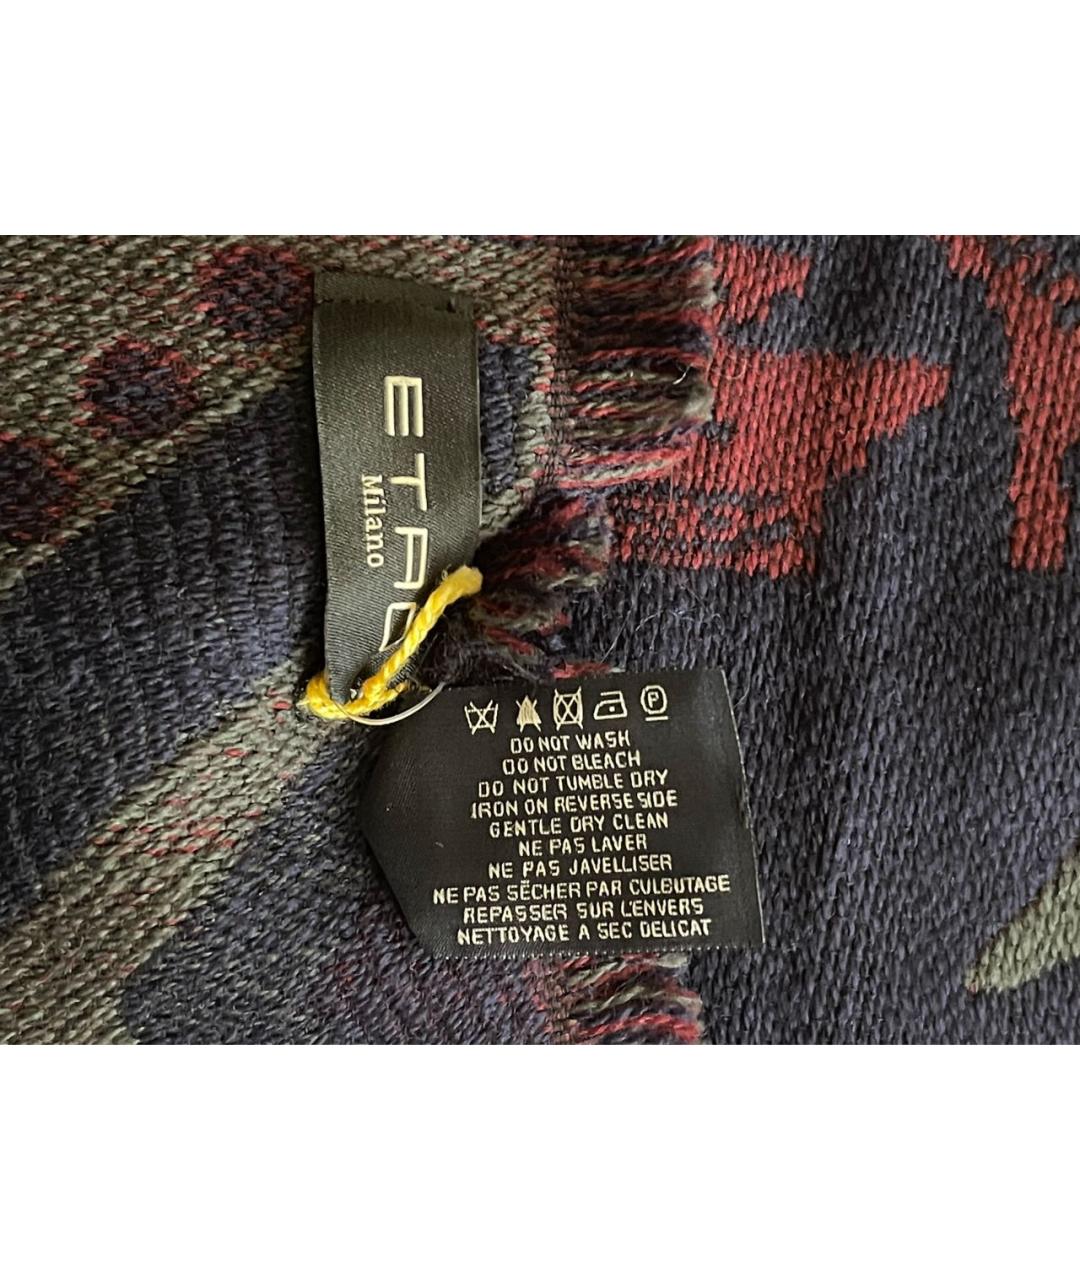 ETRO
Milano
P
DO NOT WASH
DO NOT BLEACH
DO NOT TUMBLE DRY
IRON ON REVERSE SIDE
GENTLE DRY CLEAN
NE PAS LAVER
NE PAS JAVELLISER
NE PAS SÈCHER PAR CULBUTAGE
REPASSER SUR L'ENVERS
NETTOYAGE A SEC DELICAT